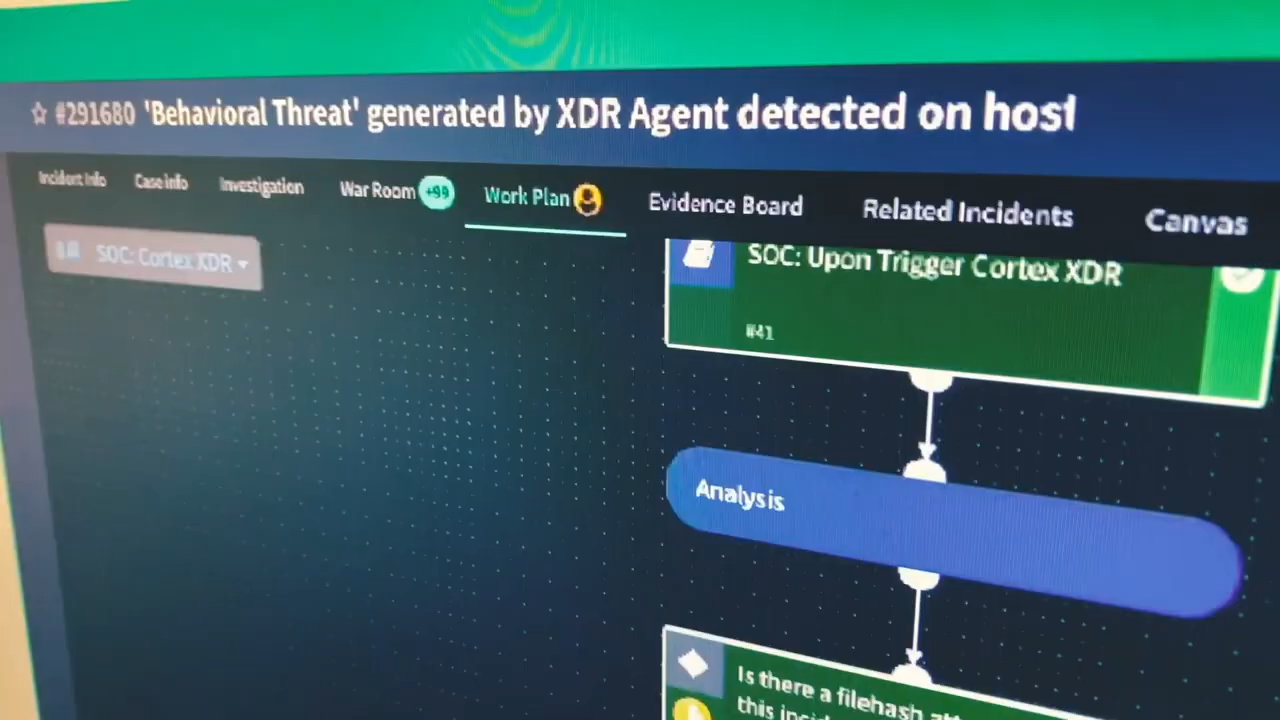 #291680 'Behavioral Threat' generated by XDR Agent detected on host
Incident Info
Case info
Investigation
War Room +99
Work Plan
Evidence Board
Related Incidents
Canvas
SOC: Cortex XDR
SOC: Upon Trigger Cortex XDR
#41
Analysis
Is there a filehash
this